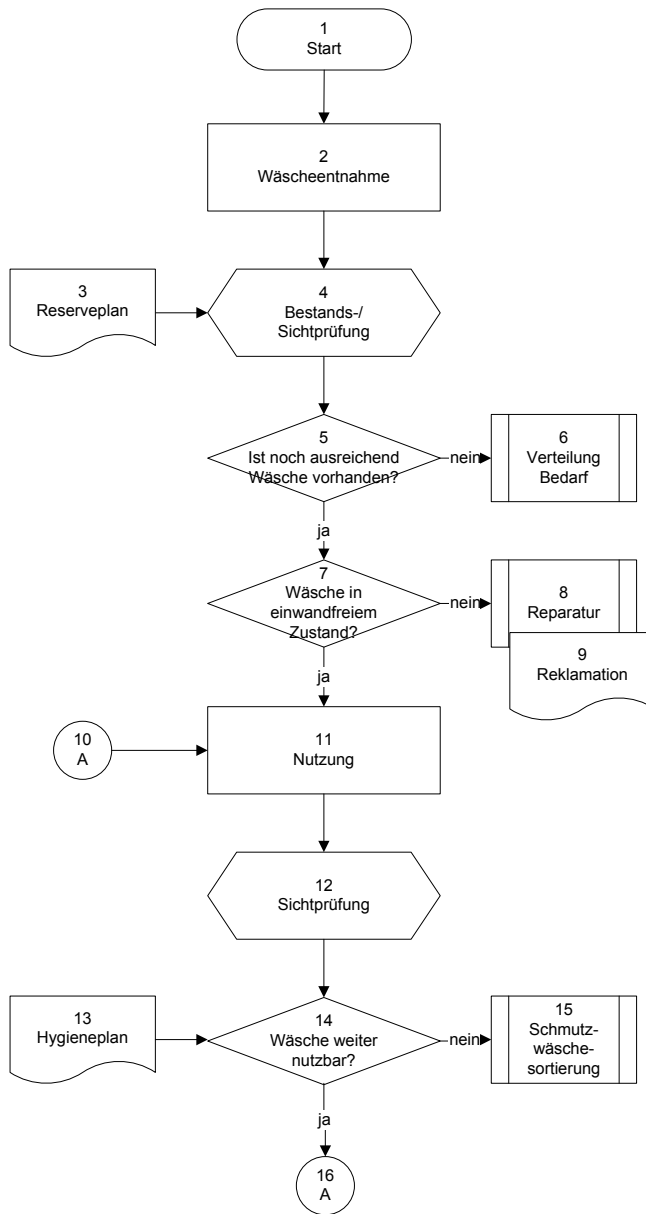 1
Start
2
Wäscheentnahme
3
Reserveplan
4
Bestands-/
Sichtprüfung
5
Ist noch ausreichend
Wäsche vorhanden?
nein
6
Verteilung
Bedarf
ja
7
Wäsche in
einwandfreiem
Zustand?
nein
8
Reparatur
9
Reklamation
ja
10
A
11
Nutzung
12
Sichtprüfung
13
Hygieneplan
14
Wäsche weiter
nutzbar?
nein
15
Schmutz-
wäsche-
sortierung
ja
16
A